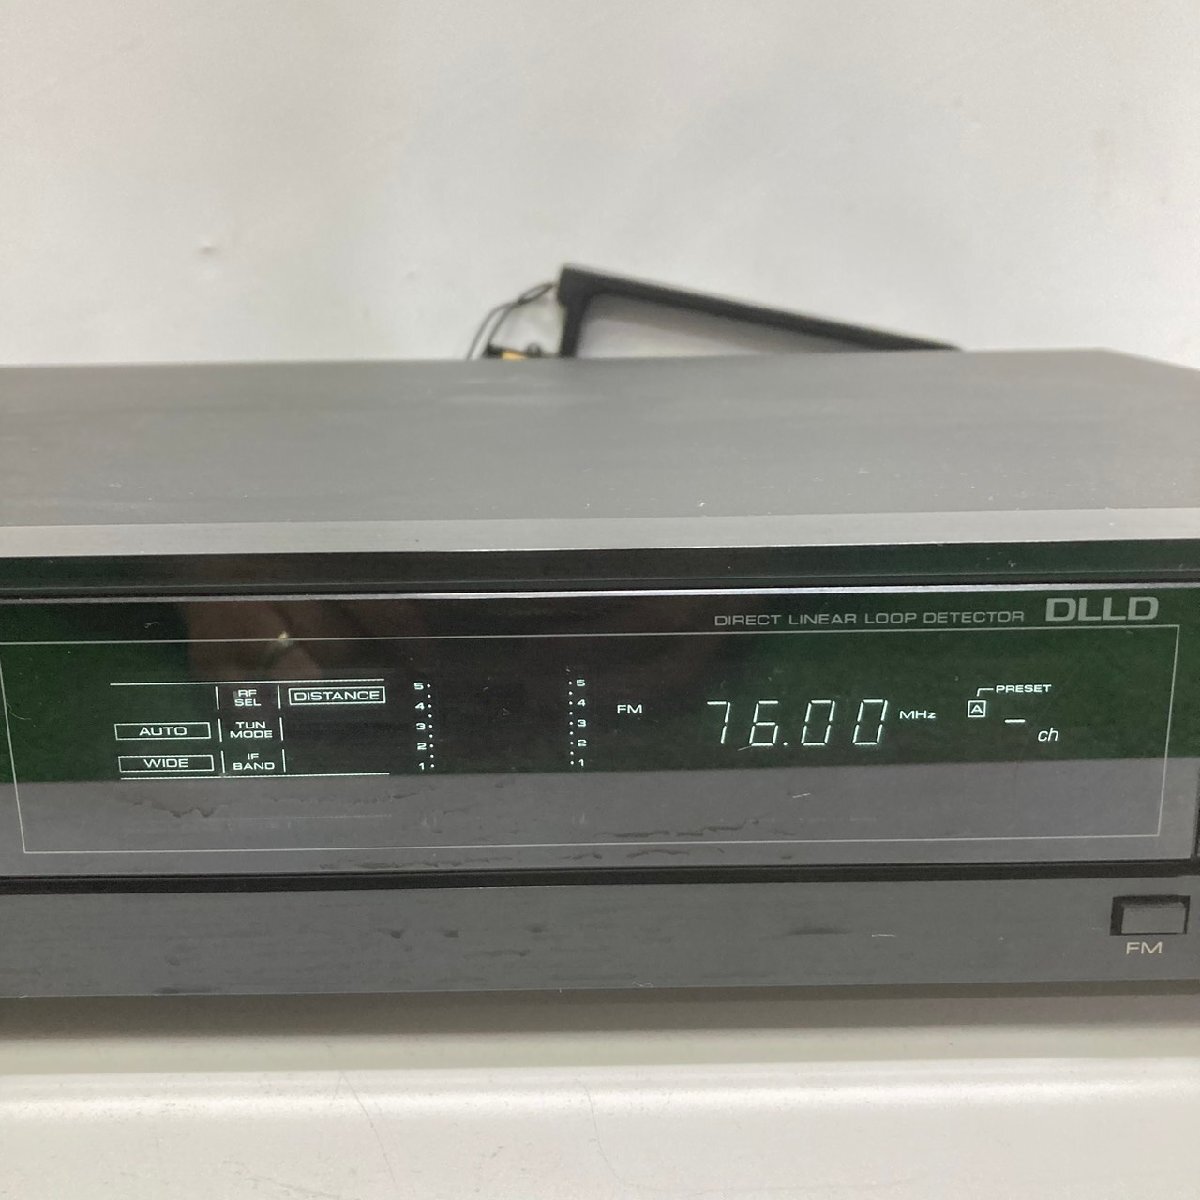 DIRECT LINEAR LOOP DETECTOR DLLD
RF SEL DISTANCE
AUTO TUN MODE
WIDE IF BAND
5
4
3
2
1
5
4
3
2
1
FM 76.00 MHz
PRESET
A - ch
FM